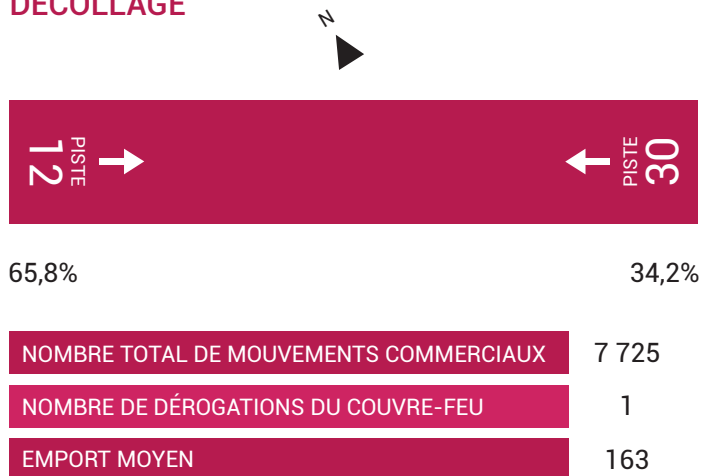 DÉCOLLAGE
N
PISTE
12
PISTE
30
65,8%
34,2%
NOMBRE TOTAL DE MOUVEMENTS COMMERCIAUX 7 725
NOMBRE DE DÉROGATIONS DU COUVRE-FEU 1
EMPORT MOYEN 163